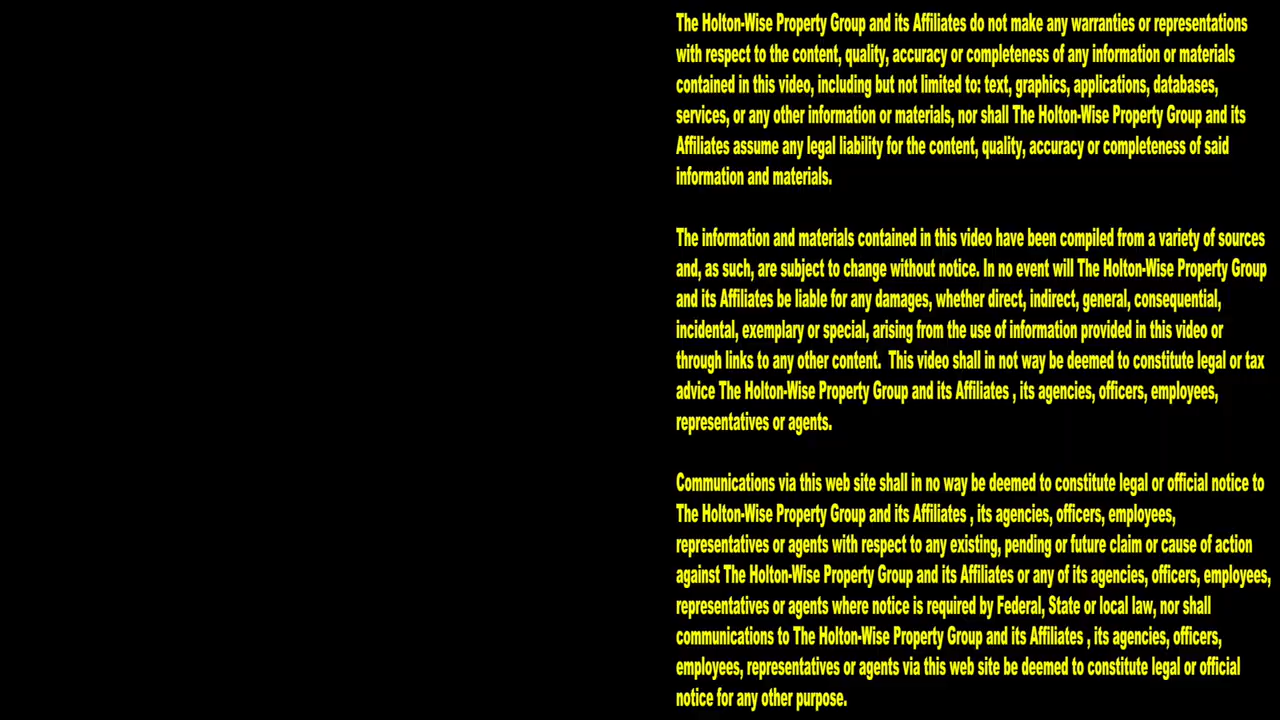 The Holton-Wise Property Group and its Affiliates do not make any warranties or representations
with respect to the content, quality, accuracy or completeness of any information or materials
contained in this video, including but not limited to: text, graphics, applications, databases,
services, or any other information or materials, nor shall The Holton-Wise Property Group and its
Affiliates assume any legal liability for the content, quality, accuracy or completeness of said
information and materials.
The information and materials contained in this video have been compiled from a variety of sources
and, as such, are subject to change without notice. In no event will The Holton-Wise Property Group
and its Affiliates be liable for any damages, whether direct, indirect, general, consequential,
incidental, exemplary or special, arising from the use of information provided in this video or
through links to any other content.  This video shall in not way be deemed to constitute legal or tax
advice The Holton-Wise Property Group and its Affiliates , its agencies, officers, employees,
representatives or agents.
Communications via this web site shall in no way be deemed to constitute legal or official notice to
The Holton-Wise Property Group and its Affiliates , its agencies, officers, employees,
representatives or agents with respect to any existing, pending or future claim or cause of action
against The Holton-Wise Property Group and its Affiliates or any of its agencies, officers, employees,
representatives or agents where notice is required by Federal, State or local law, nor shall
communications to The Holton-Wise Property Group and its Affiliates , its agencies, officers,
employees, representatives or agents via this web site be deemed to constitute legal or official
notice for any other purpose.